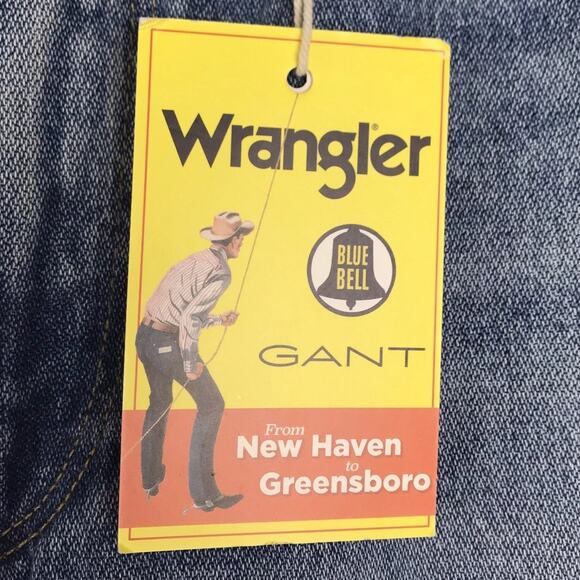 Wrangler®
BLUE
BELL
GANT
From
New Haven
to
Greensboro